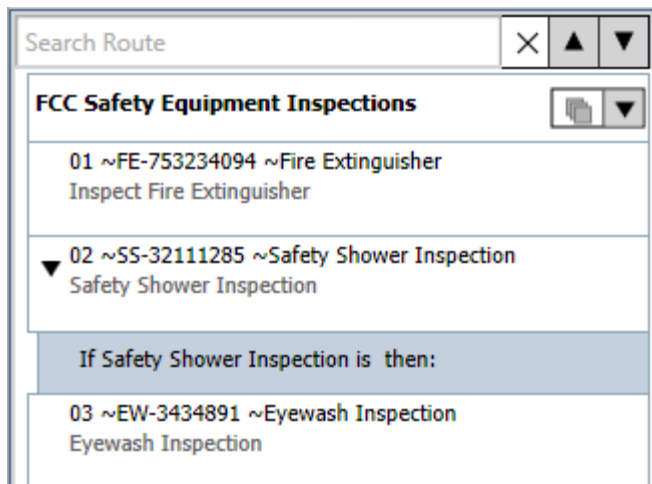 Search Route
FCC Safety Equipment Inspections
01 ~FE-753234094 ~Fire Extinguisher
Inspect Fire Extinguisher
02 ~SS-32111285 ~Safety Shower Inspection
Safety Shower Inspection
If Safety Shower Inspection is  then:
03 ~EW-3434891 ~Eyewash Inspection
Eyewash Inspection